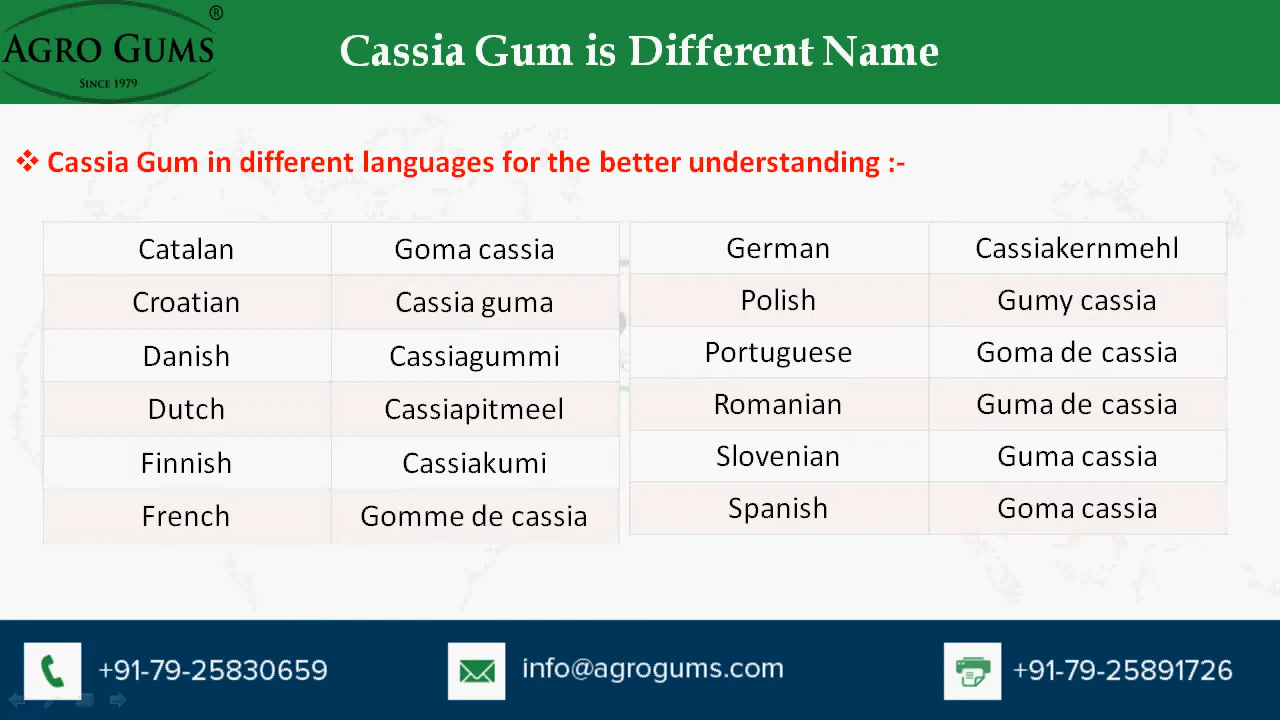 ®
AGRO GUMS
SINCE 1979
Cassia Gum is Different Name
❖ Cassia Gum in different languages for the better understanding :-
Catalan Goma cassia
Croatian Cassia guma
Danish Cassiagummi
Dutch Cassiapitmeel
Finnish Cassiakumi
French Gomme de cassia
German Cassiakernmehl
Polish Gumy cassia
Portuguese Goma de cassia
Romanian Guma de cassia
Slovenian Guma cassia
Spanish Goma cassia
+91-79-25830659
info@agrogums.com
+91-79-25891726